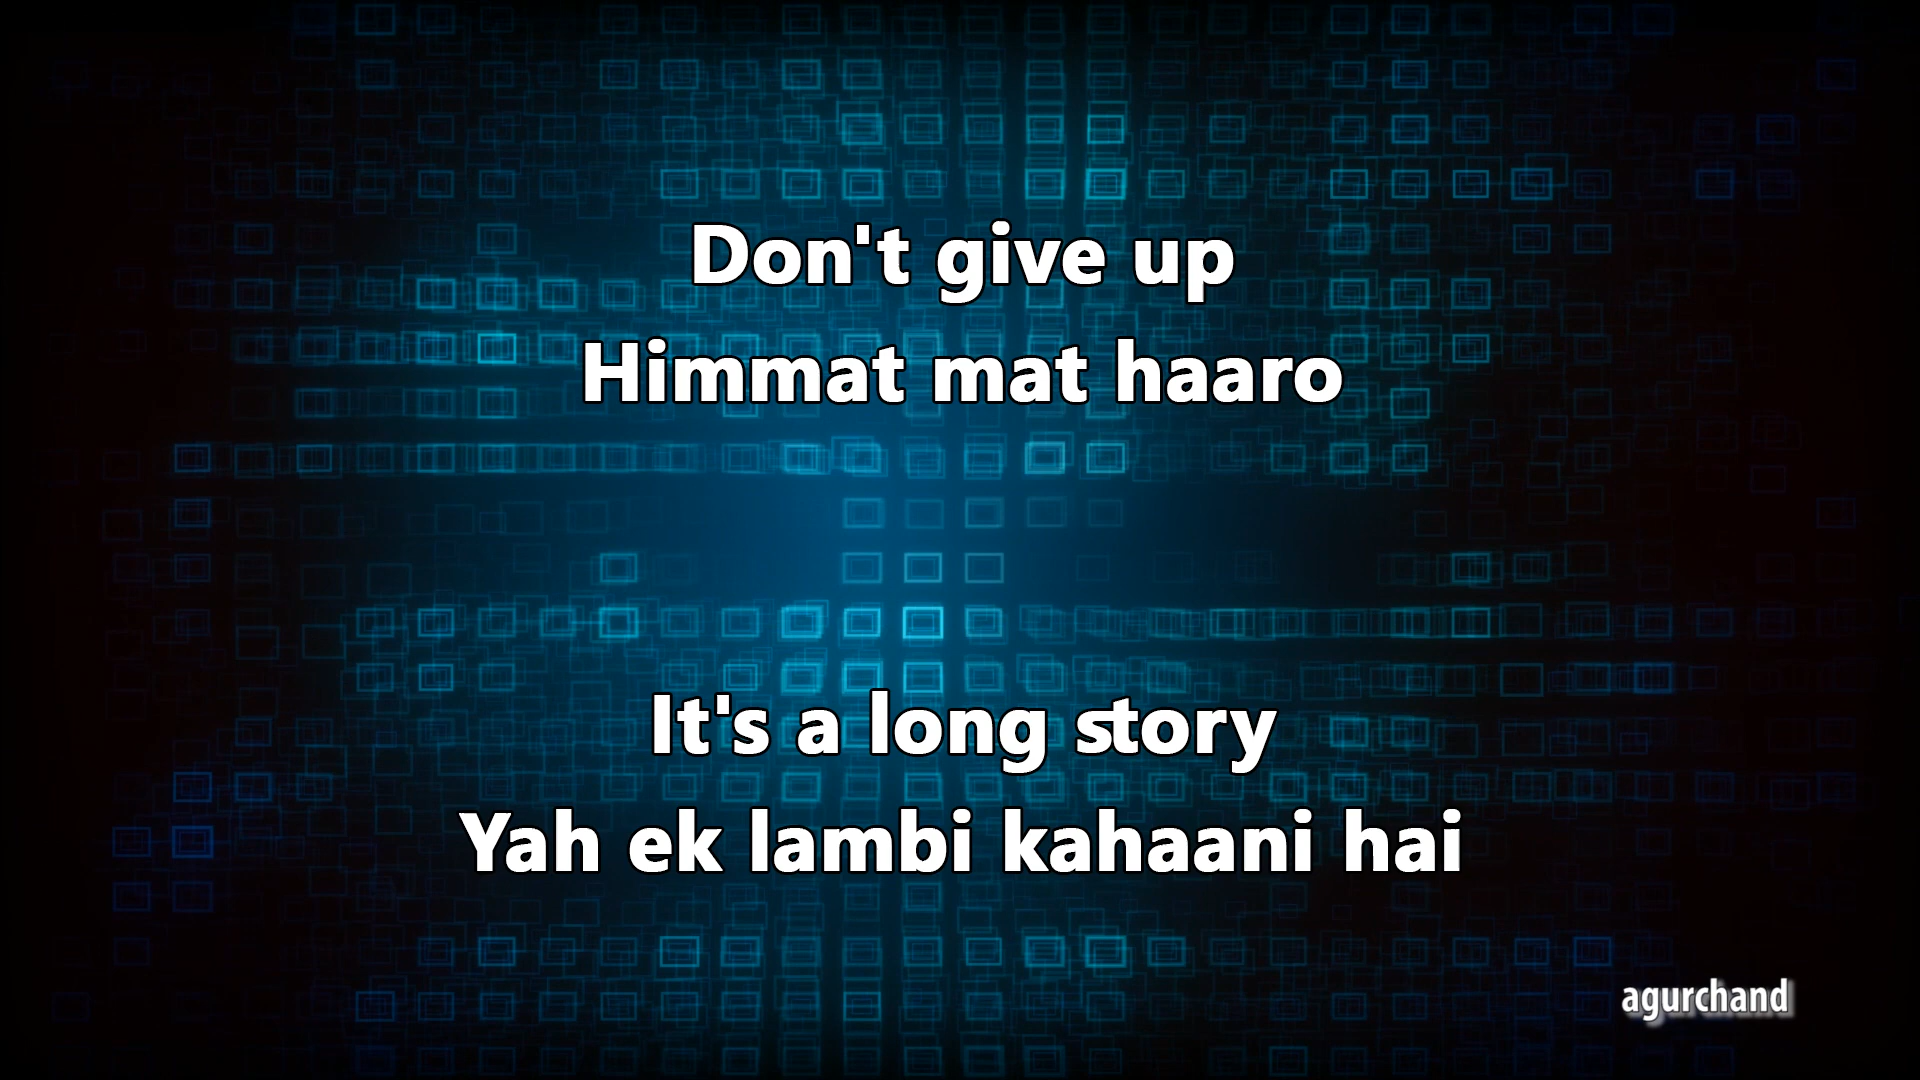 Don't give up
Himmat mat haaro
It's a long story
Yah ek lambi kahaani hai
agurchand